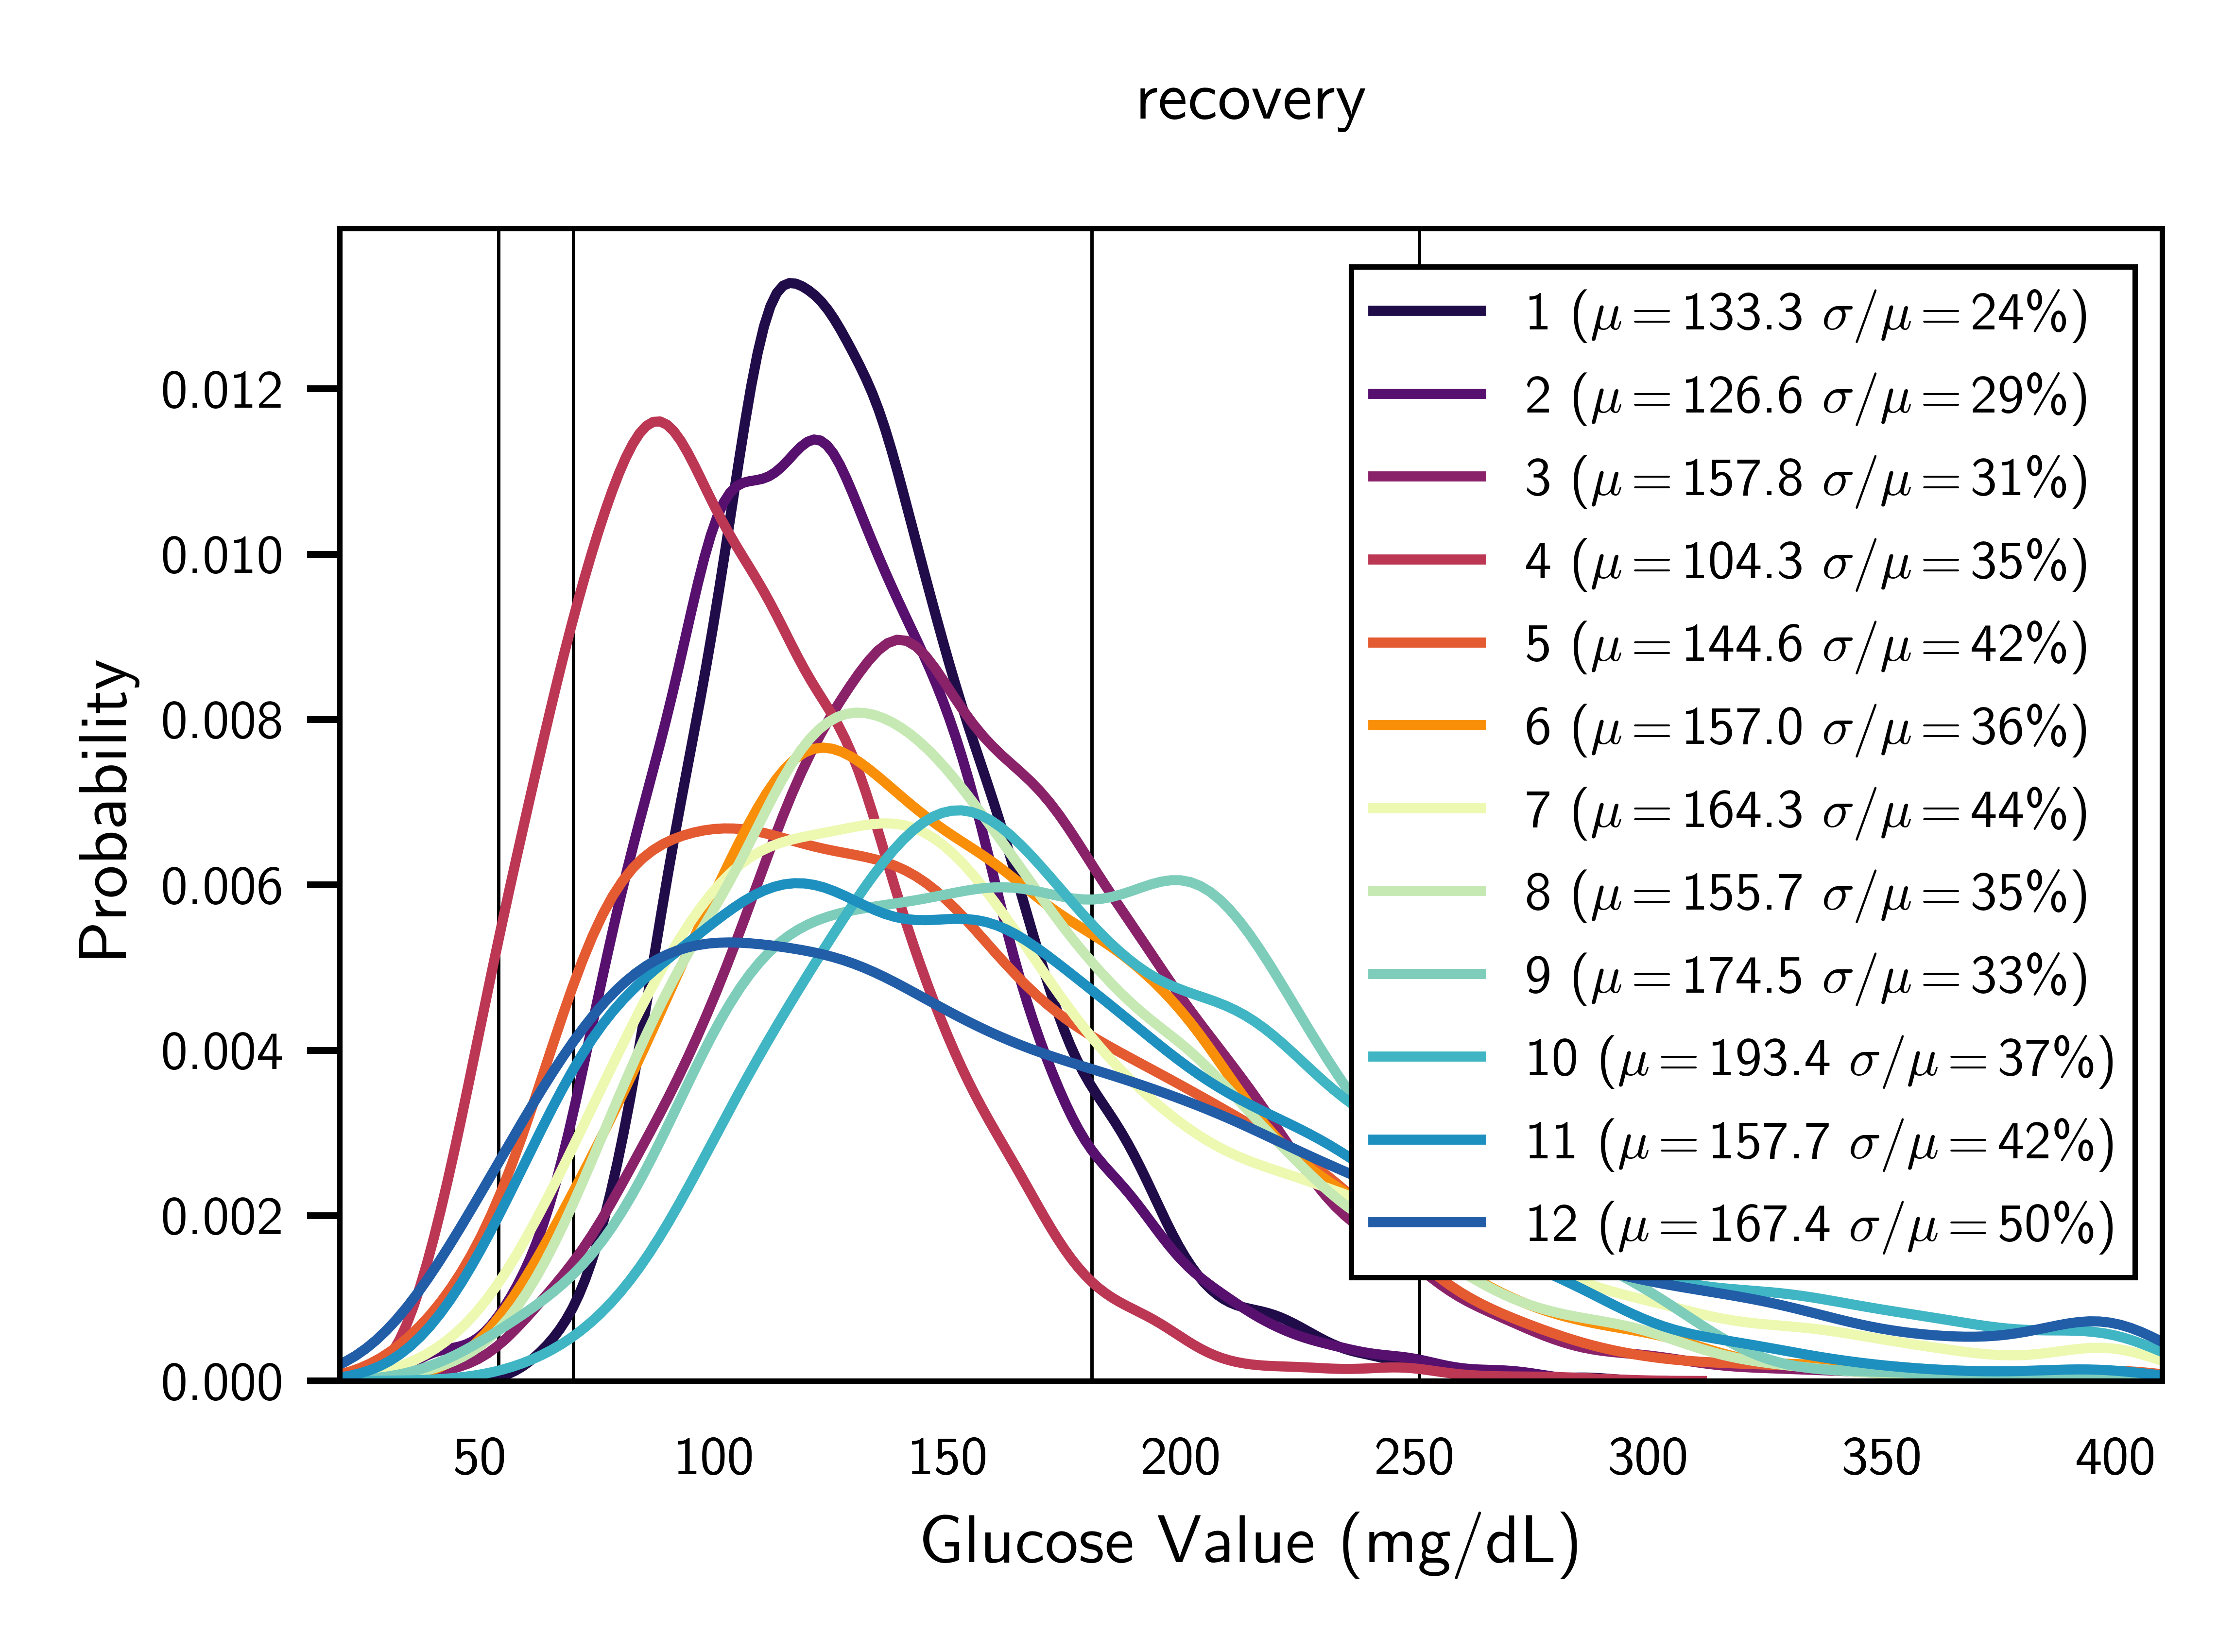 recovery
1 (μ = 133.3 σ/μ = 24%)
2 (μ = 126.6 σ/μ = 29%)
3 (μ = 157.8 σ/μ = 31%)
4 (μ = 104.3 σ/μ = 35%)
5 (μ = 144.6 σ/μ = 42%)
6 (μ = 157.0 σ/μ = 36%)
7 (μ = 164.3 σ/μ = 44%)
8 (μ = 155.7 σ/μ = 35%)
9 (μ = 174.5 σ/μ = 33%)
10 (μ = 193.4 σ/μ = 37%)
11 (μ = 157.7 σ/μ = 42%)
12 (μ = 167.4 σ/μ = 50%)
Probability
0.012
0.010
0.008
0.006
0.004
0.002
0.000
50 100 150 200 250 300 350 400
Glucose Value (mg/dL)